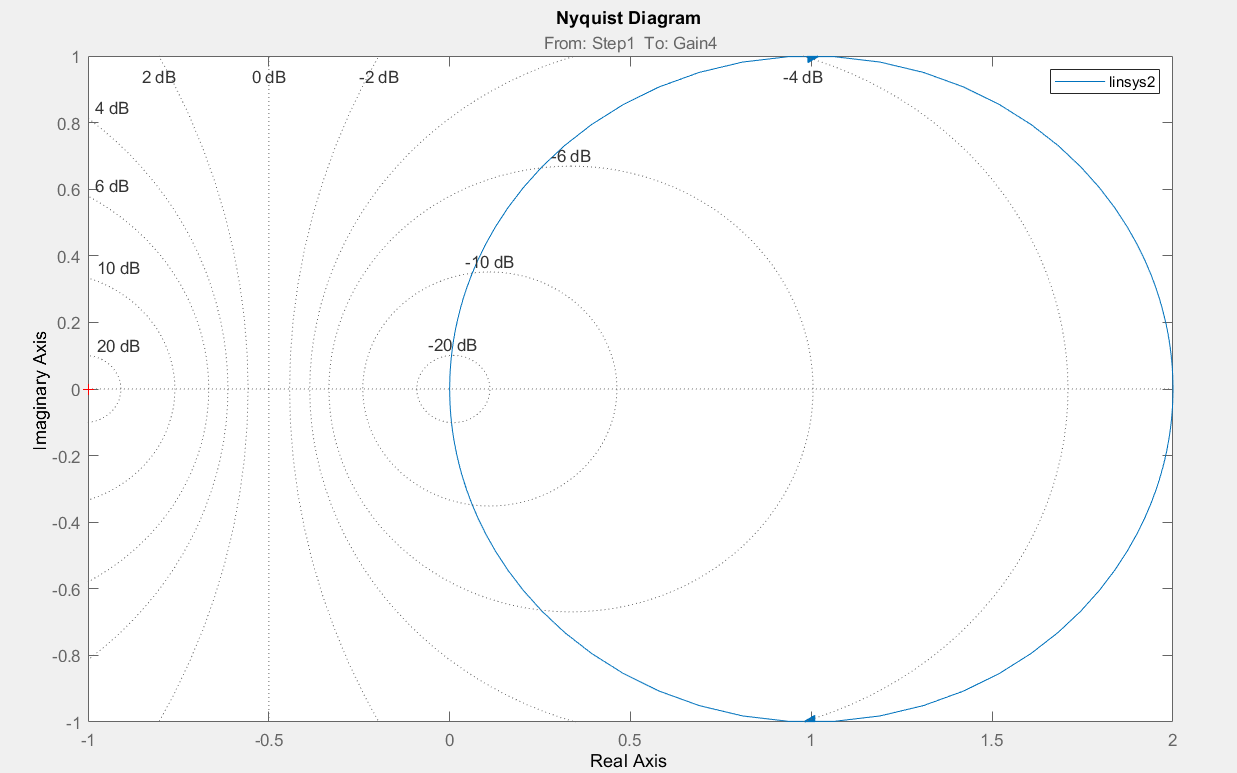 Nyquist Diagram
From: Step1 To: Gain4
2 dB
0 dB
-2 dB
-4 dB
linsys2
4 dB
6 dB
10 dB
20 dB
-6 dB
-10 dB
-20 dB
1
0.8
0.6
0.4
0.2
0
-0.2
-0.4
-0.6
-0.8
-1
Imaginary Axis
-1
-0.5
0
0.5
1
1.5
2
Real Axis